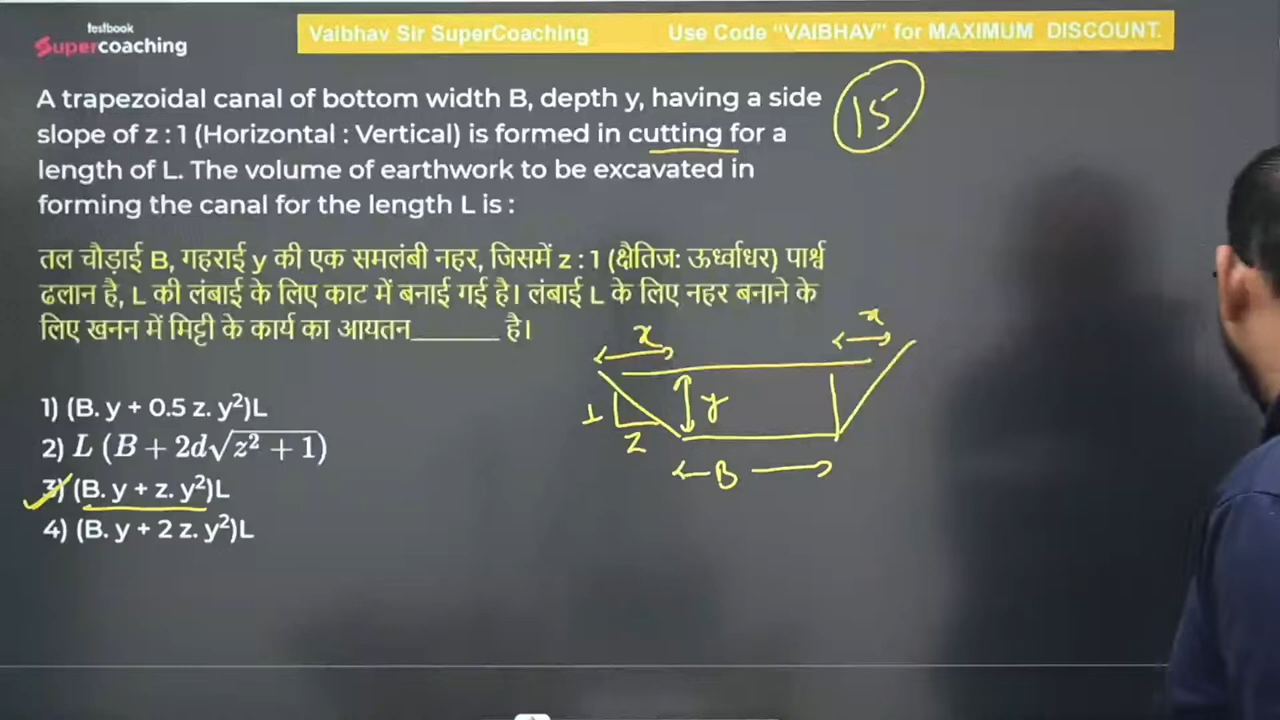 testbook
Supercoaching
Vaibhav Sir SuperCoaching Use Code “VAIBHAV” for MAXIMUM DISCOUNT.
A trapezoidal canal of bottom width B, depth y, having a side
slope of z : 1 (Horizontal : Vertical) is formed in cutting for a
length of L. The volume of earthwork to be excavated in
forming the canal for the length L is :
15
तल चौड़ाई B, गहराई y की एक समलंबी नहर, जिसमें z : 1 (क्षैतिज: ऊर्ध्वाधर) पार्श्व
ढलान है, L की लंबाई के लिए काट में बनाई गई है। लंबाई L के लिए नहर बनाने के
लिए खनन में मिट्टी के कार्य का आयतन______ है।
1) (B. y + 0.5 z. y²)L
2) L (B + 2d√z² + 1)
3) (B. y + z. y²)L
4) (B. y + 2 z. y²)L
x
x
1
y
z
B